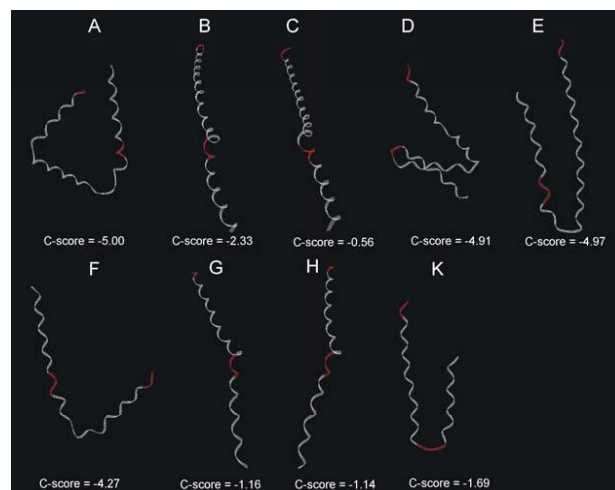 A B C D E
C-score = -5.00 C-score = -2.33 C-score = -0.56 C-score = -4.91 C-score = -4.97
F G H K
C-score = -4.27 C-score = -1.16 C-score = -1.14 C-score = -1.69